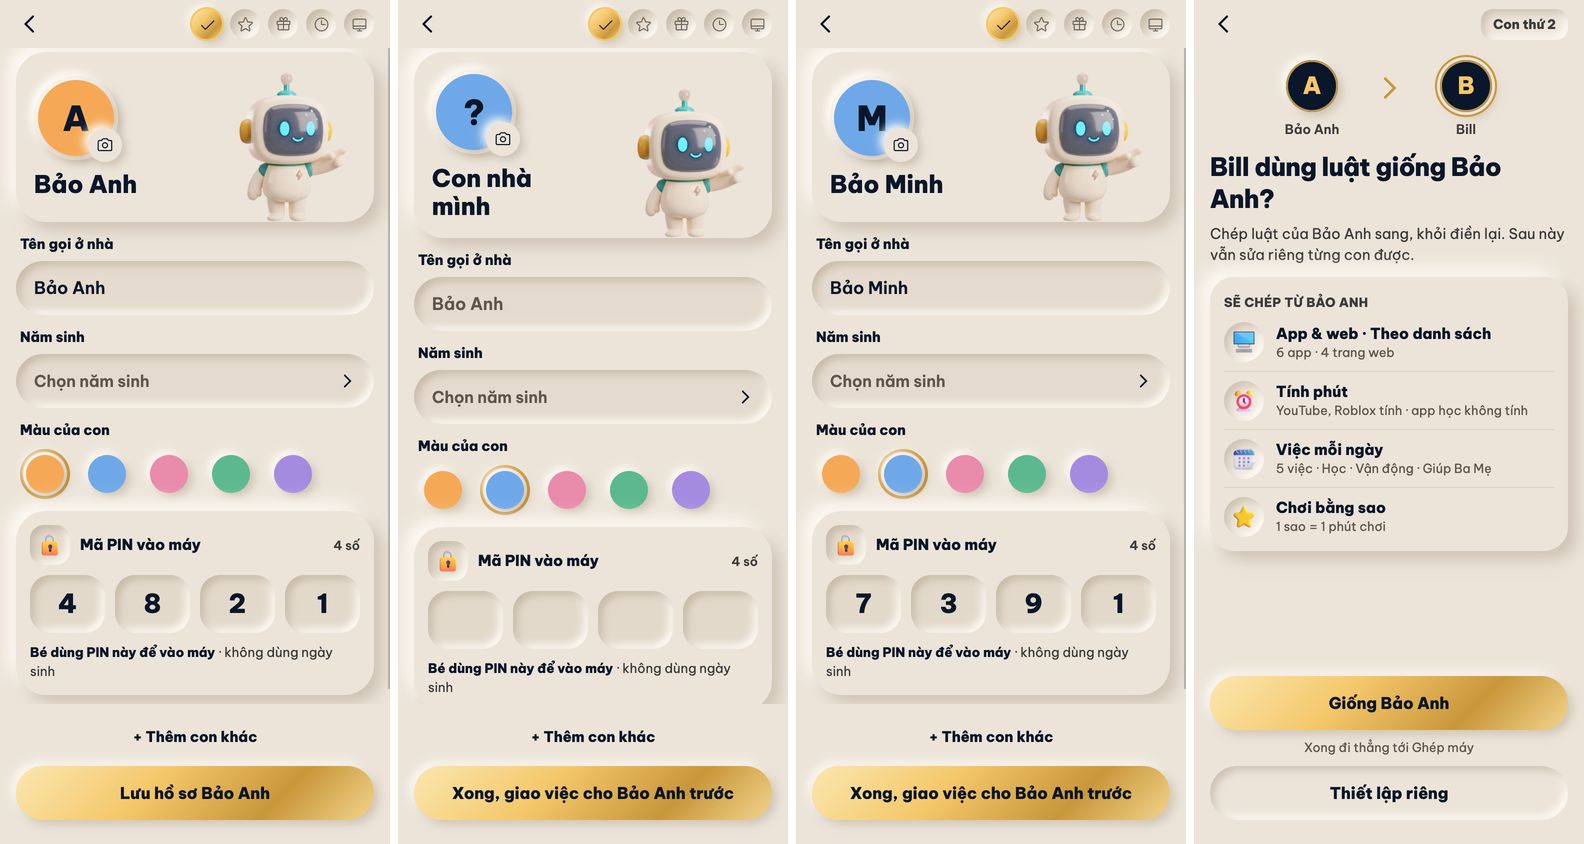 A
Bảo Anh
Tên gọi ở nhà
Bảo Anh
Năm sinh
Chọn năm sinh
Màu của con
Mã PIN vào máy
4 số
4 8 2 1
Bé dùng PIN này để vào máy · không dùng ngày
sinh
+ Thêm con khác
Lưu hồ sơ Bảo Anh
?
Con nhà
mình
Tên gọi ở nhà
Bảo Anh
Năm sinh
Chọn năm sinh
Màu của con
Mã PIN vào máy
4 số
Bé dùng PIN này để vào máy · không dùng ngày
sinh
+ Thêm con khác
Xong, giao việc cho Bảo Anh trước
M
Bảo Minh
Tên gọi ở nhà
Bảo Minh
Năm sinh
Chọn năm sinh
Màu của con
Mã PIN vào máy
4 số
7 3 9 1
Bé dùng PIN này để vào máy · không dùng ngày
sinh
+ Thêm con khác
Xong, giao việc cho Bảo Anh trước
Con thứ 2
A
B
Bảo Anh
Bill
Bill dùng luật giống Bảo
Anh?
Chép luật của Bảo Anh sang, khỏi điền lại. Sau này
vẫn sửa riêng từng con được.
SẼ CHÉP TỪ BẢO ANH
App & web · Theo danh sách
6 app · 4 trang web
Tính phút
YouTube, Roblox tính · app học không tính
Việc mỗi ngày
5 việc · Học · Vận động · Giúp Ba Mẹ
Chơi bằng sao
1 sao = 1 phút chơi
Giống Bảo Anh
Xong đi thẳng tới Ghép máy
Thiết lập riêng